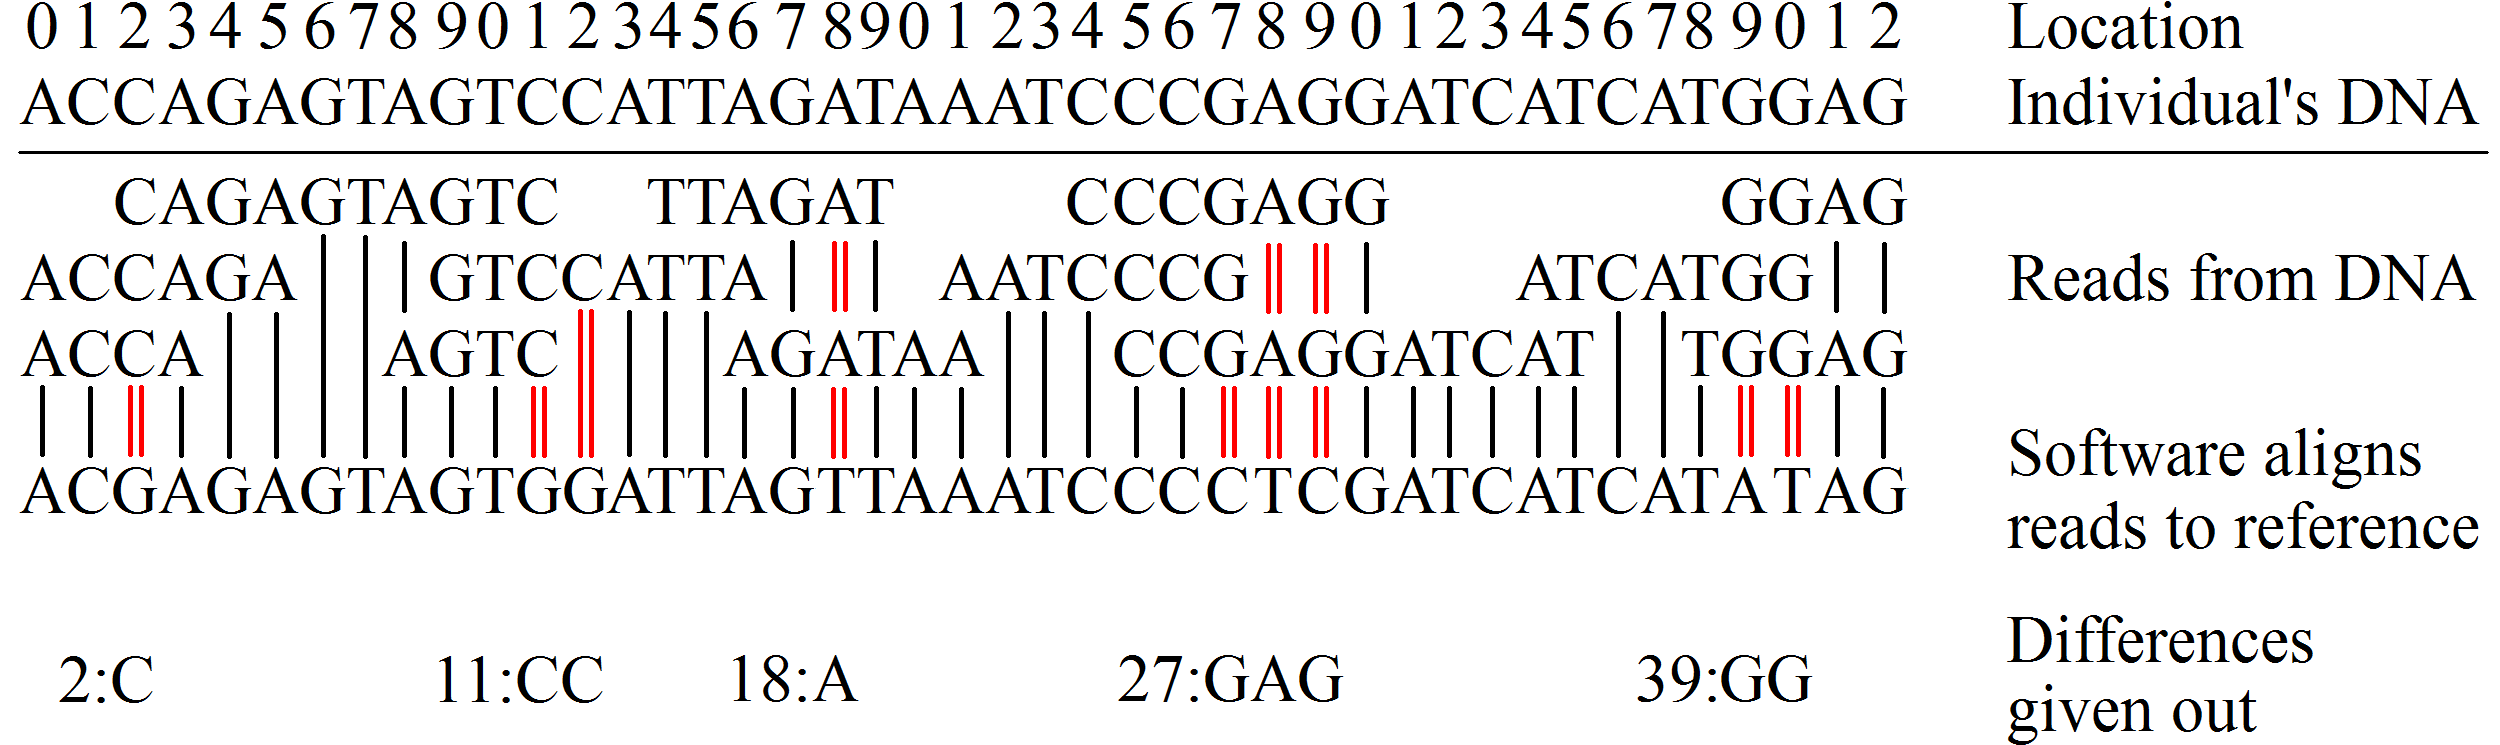 0 1 2 3 4 5 6 7 8 9 0 1 2 3 4 5 6 7 8 9 0 1 2 3 4 5 6 7 8 9 0 1 2 3 4 5 6 7 8 9 0 1 2 Location
ACCAGAGTAGTCCATTAGATAAATCCCGAGGATCATCATGGAG Individual's DNA
CAGAGTAGTC TTAGAT CCCGAGG GGAG
ACCAGA GTCCATTA AATCCCG ATCATGG Reads from DNA
ACCA AGTC AGATAA CCGAGGATCAT TGGAG
Software aligns
ACGAGAGTAGTGGATTAGTTAAATCCCCTCGATCATCATATAG
reads to reference
Differences
2:C 11:CC 18:A 27:GAG 39:GG
given out